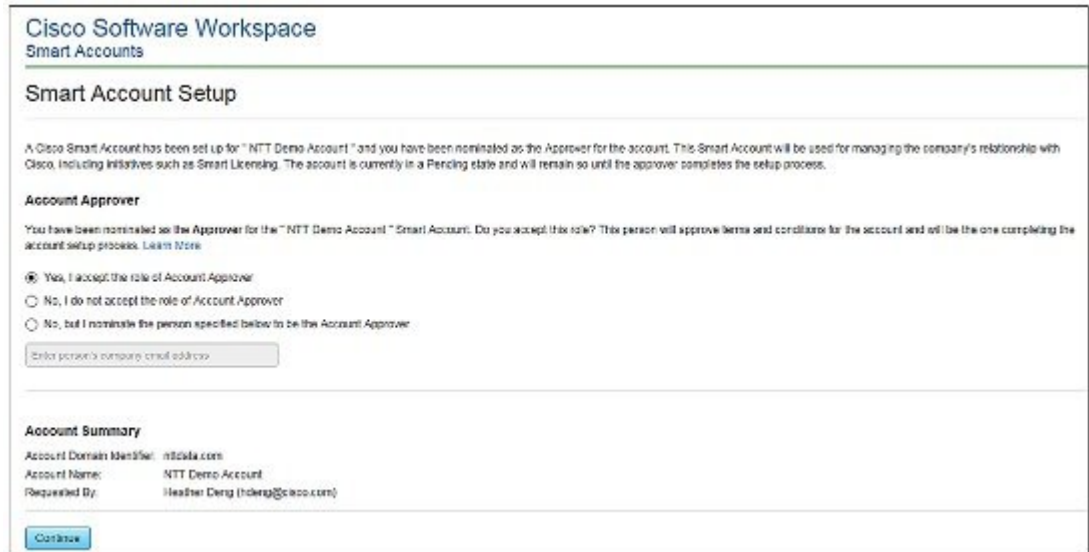 Cisco Software Workspace
Smart Accounts
Smart Account Setup
A Cisco Smart Account has been set up for " NTT Demo Account " and you have been nominated as the Approver for the account. This Smart Account will be used for managing the company's relationship with
Cisco, including initiatives such as Smart Licensing. The account is currently in a Pending state and will remain so until the approver completes the setup process.
Account Approver
You have been nominated as the Approver for the " NTT Demo Account " Smart Account. Do you accept this role? This person will approve terms and conditions for the account and will be the one completing the
account setup process. Learn More
Yes, I accept the role of Account Approver
No, I do not accept the role of Account Approver
No, but I nominate the person specified below to be the Account Approver
Enter person's company email address
Account Summary
Account Domain Identifier: nttdata.com
Account Name: NTT Demo Account
Requested By: Heather Deng (hdeng@cisco.com)
Continue